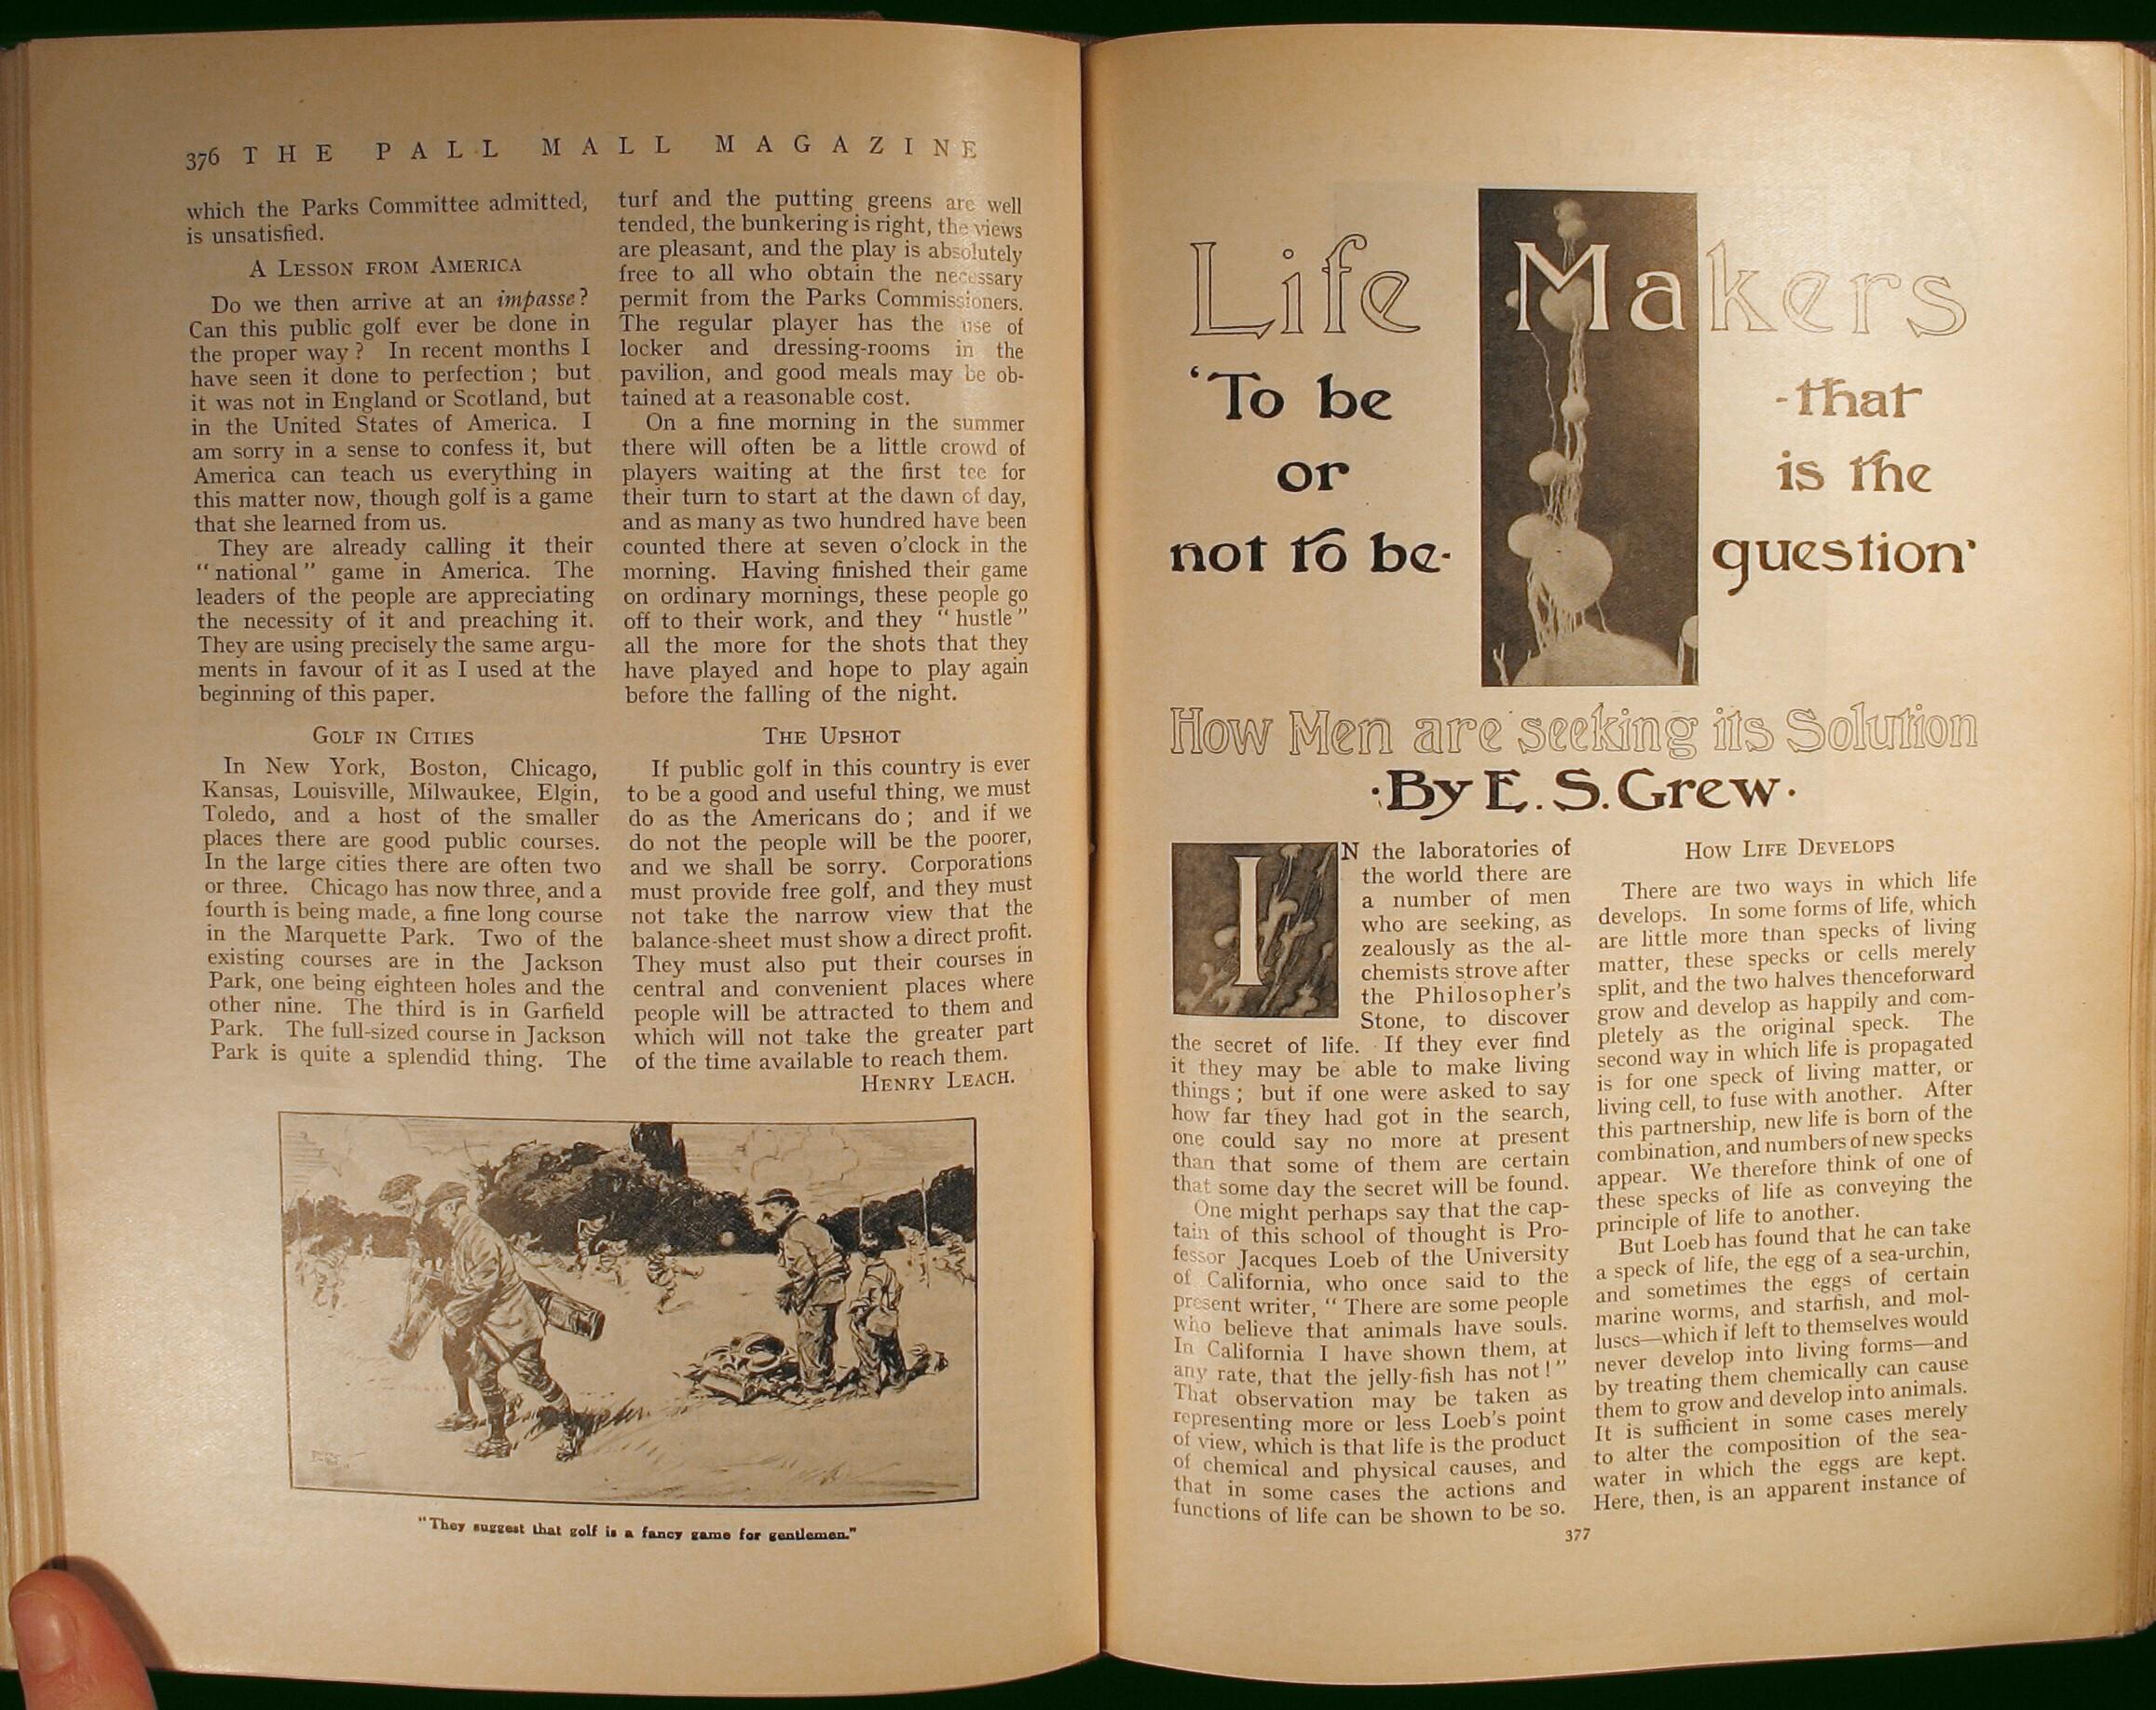 376 THE PALL MALL MAGAZINE
which the Parks Committee admitted,
is unsatisfied.
A Lesson from America
Do we then arrive at an impasse?
Can this public golf ever be done in
the proper way? In recent months I
have seen it done to perfection; but
it was not in England or Scotland, but
in the United States of America. I
am sorry in a sense to confess it, but
America can teach us everything in
this matter now, though golf is a game
that she learned from us.
They are already calling it their
"national" game in America. The
leaders of the people are appreciating
the necessity of it and preaching it.
They are using precisely the same argu-
ments in favour of it as I used at the
beginning of this paper.
Golf in Cities
In New York, Boston, Chicago,
Kansas, Louisville, Milwaukee, Elgin,
Toledo, and a host of the smaller
places there are good public courses.
In the large cities there are often two
or three. Chicago has now three, and a
fourth is being made, a fine long course
in the Marquette Park. Two of the
existing courses are in the Jackson
Park, one being eighteen holes and the
other nine. The third is in Garfield
Park. The full-sized course in Jackson
Park is quite a splendid thing. The
turf and the putting greens are well
tended, the bunkering is right, the views
are pleasant, and the play is absolutely
free to all who obtain the necessary
permit from the Parks Commissioners.
The regular player has the use of
locker and dressing-rooms in the
pavilion, and good meals may be ob-
tained at a reasonable cost.
On a fine morning in the summer
there will often be a little crowd of
players waiting at the first tee for
their turn to start at the dawn of day,
and as many as two hundred have been
counted there at seven o'clock in the
morning. Having finished their game
on ordinary mornings, these people go
off to their work, and they "hustle"
all the more for the shots that they
have played and hope to play again
before the falling of the night.
The Upshot
If public golf in this country is ever
to be a good and useful thing, we must
do as the Americans do; and if we
do not the people will be the poorer,
and we shall be sorry. Corporations
must provide free golf, and they must
not take the narrow view that the
balance-sheet must show a direct profit.
They must also put their courses in
central and convenient places where
people will be attracted to them and
which will not take the greater part
of the time available to reach them.
Henry Leach.
"They suggest that golf is a fancy game for gentlemen."
Life Makers
'To be
or
not to be-
-that
is the
question'
How Men are seeking its Solution
·By E. S. Grew·
IN the laboratories of
the world there are
a number of men
who are seeking, as
zealously as the al-
chemists strove after
the Philosopher's
Stone, to discover
the secret of life. If they ever find
it they may be able to make living
things; but if one were asked to say
how far they had got in the search,
one could say no more at present
than that some of them are certain
that some day the secret will be found.
One might perhaps say that the cap-
tain of this school of thought is Pro-
fessor Jacques Loeb of the University
of California, who once said to the
present writer, "There are some people
who believe that animals have souls.
In California I have shown them, at
any rate, that the jelly-fish has not!"
That observation may be taken as
representing more or less Loeb's point
of view, which is that life is the product
of chemical and physical causes, and
that in some cases the actions and
functions of life can be shown to be so.
How Life Develops
There are two ways in which life
develops. In some forms of life, which
are little more than specks of living
matter, these specks or cells merely
split, and the two halves thenceforward
grow and develop as happily and com-
pletely as the original speck. The
second way in which life is propagated
is for one speck of living matter, or
living cell, to fuse with another. After
this partnership, new life is born of the
combination, and numbers of new specks
appear. We therefore think of one of
these specks of life as conveying the
principle of life to another.
But Loeb has found that he can take
a speck of life, the egg of a sea-urchin,
and sometimes the eggs of certain
marine worms, and starfish, and mol-
luscs—which if left to themselves would
never develop into living forms—and
by treating them chemically can cause
them to grow and develop into animals.
It is sufficient in some cases merely
to alter the composition of the sea-
water in which the eggs are kept.
Here, then, is an apparent instance of
377